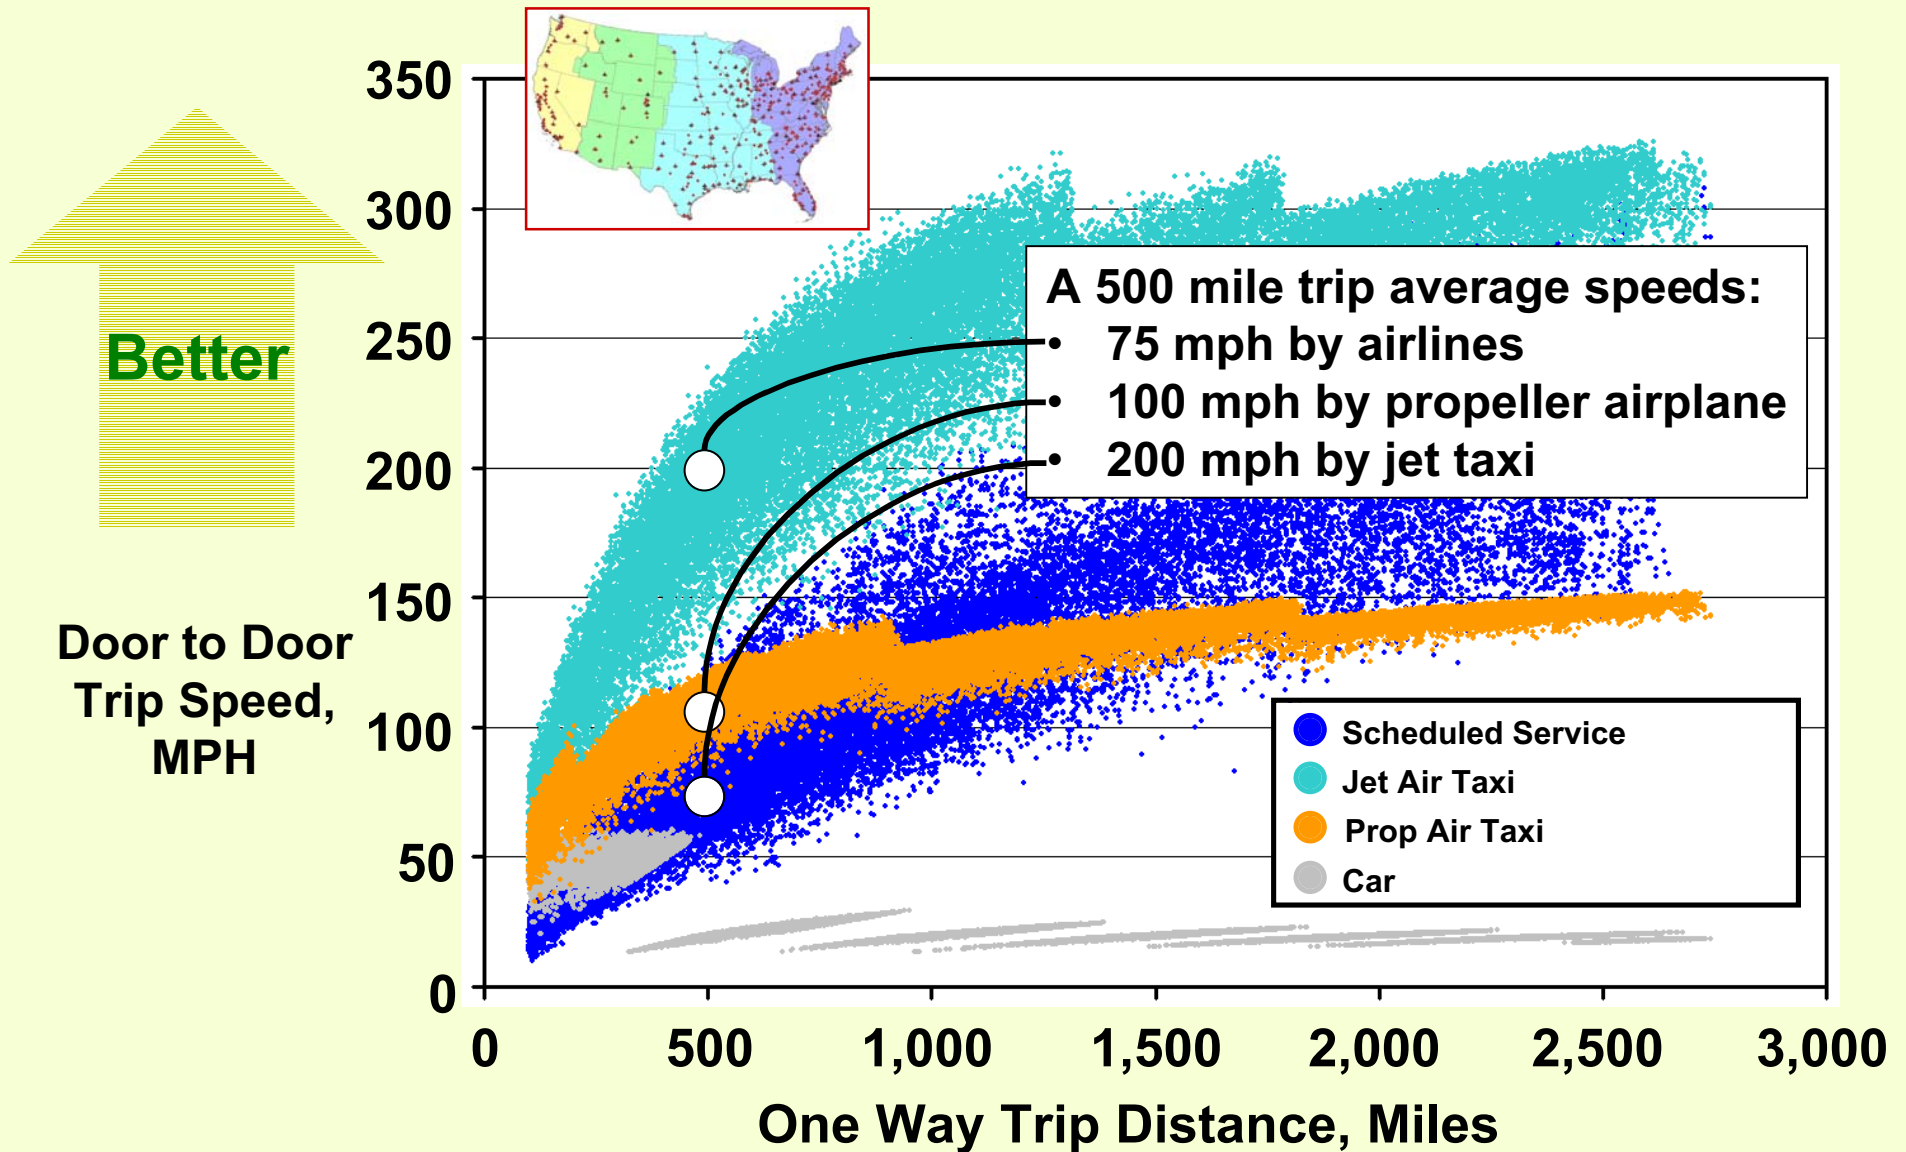 350
300
250
200
150
100
50
0
Better
Door to Door
Trip Speed,
MPH
A 500 mile trip average speeds:
• 75 mph by airlines
• 100 mph by propeller airplane
• 200 mph by jet taxi
Scheduled Service
Jet Air Taxi
Prop Air Taxi
Car
0 500 1,000 1,500 2,000 2,500 3,000
One Way Trip Distance, Miles